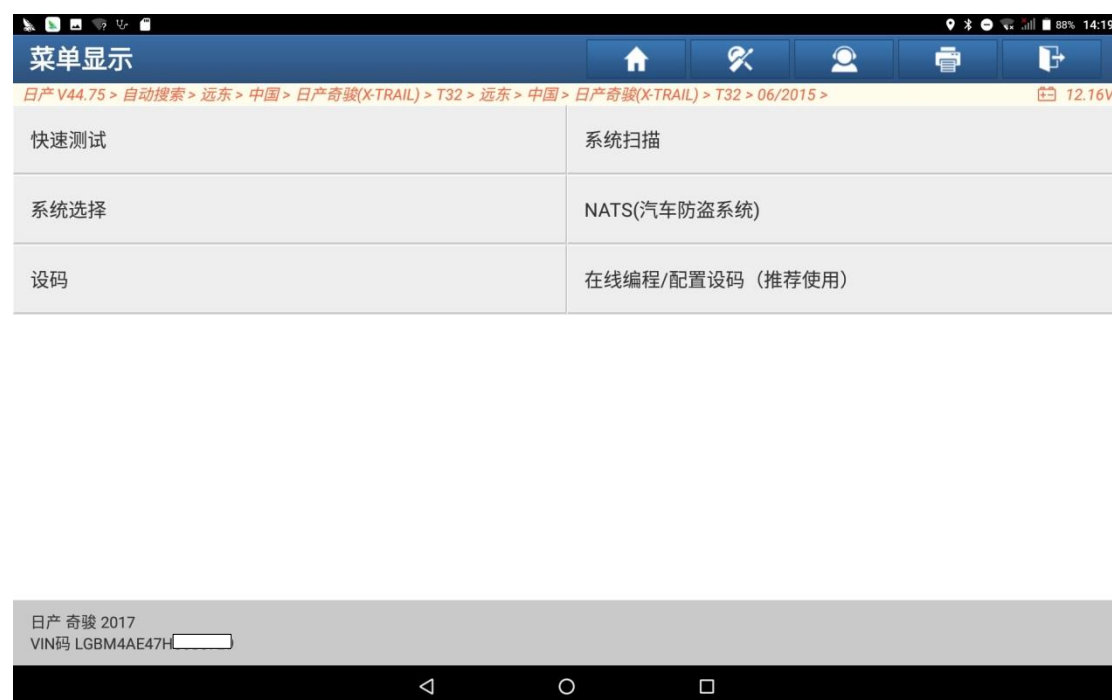 88% 14:19
菜单显示
日产 V44.75 > 自动搜索 > 远东 > 中国 > 日产奇骏(X-TRAIL) > T32 > 远东 > 中国 > 日产奇骏(X-TRAIL) > T32 > 06/2015 > 12.16V
快速测试 系统扫描
系统选择 NATS(汽车防盗系统)
设码 在线编程/配置设码（推荐使用）
日产 奇骏 2017
VIN码 LGBM4AE47H